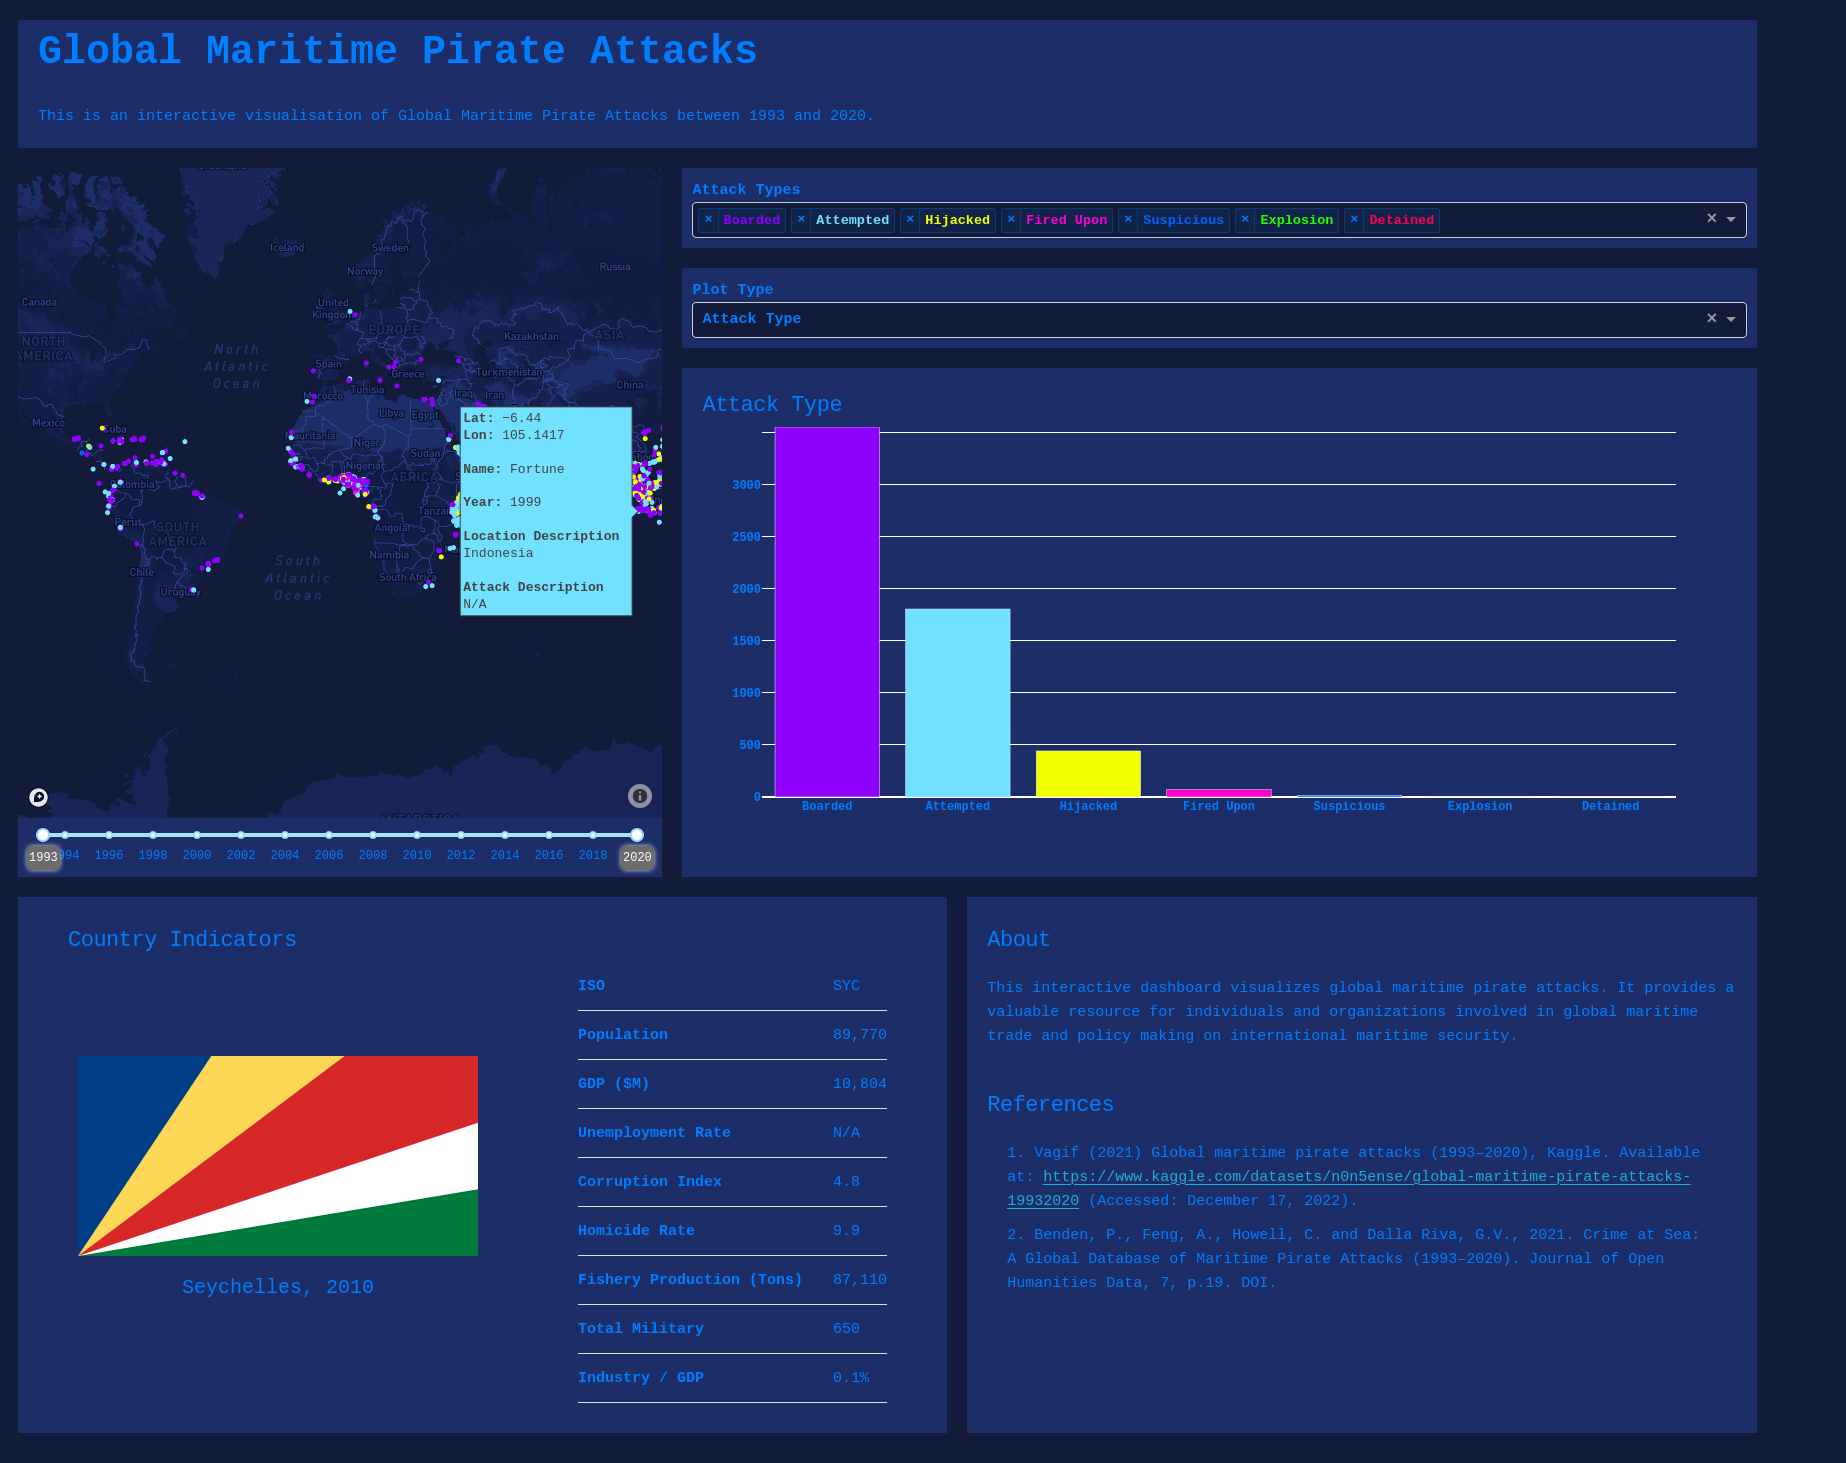 Global Maritime Pirate Attacks
This is an interactive visualisation of Global Maritime Pirate Attacks between 1993 and 2020.
Iceland
Sweden
Norway
Russia
Canada
United
Kingdom
EUROPE
Kazakhstan
ASIA
NORTH
AMERICA
North
Atlantic
Ocean
Spain
Greece
Turkmenistan
China
Tunisia
Morocco
Iraq
Iran
Libya
Egypt
Mexico
Cuba
Niger
Sudan
Nigeria
AFRICA
Colombia
Peru
SOUTH
AMERICA
Angola
Namibia
South Africa
Chile
Uruguay
South
Atlantic
Ocean
Lat: −6.44
Lon: 105.1417
Name: Fortune
Year: 1999
Location Description
Indonesia
Attack Description
N/A
1993 994 1996 1998 2000 2002 2004 2006 2008 2010 2012 2014 2016 2018 2020
Attack Types
× Boarded × Attempted × Hijacked × Fired Upon × Suspicious × Explosion × Detained ×
Plot Type
Attack Type ×
Attack Type
3000
2500
2000
1500
1000
500
0
Boarded Attempted Hijacked Fired Upon Suspicious Explosion Detained
Country Indicators
Seychelles, 2010
ISO SYC
Population 89,770
GDP ($M) 10,804
Unemployment Rate N/A
Corruption Index 4.8
Homicide Rate 9.9
Fishery Production (Tons) 87,110
Total Military 650
Industry / GDP 0.1%
About
This interactive dashboard visualizes global maritime pirate attacks. It provides a
valuable resource for individuals and organizations involved in global maritime
trade and policy making on international maritime security.
References
1. Vagif (2021) Global maritime pirate attacks (1993–2020), Kaggle. Available
at: https://www.kaggle.com/datasets/n0n5ense/global-maritime-pirate-attacks-
19932020 (Accessed: December 17, 2022).
2. Benden, P., Feng, A., Howell, C. and Dalla Riva, G.V., 2021. Crime at Sea:
A Global Database of Maritime Pirate Attacks (1993–2020). Journal of Open
Humanities Data, 7, p.19. DOI.